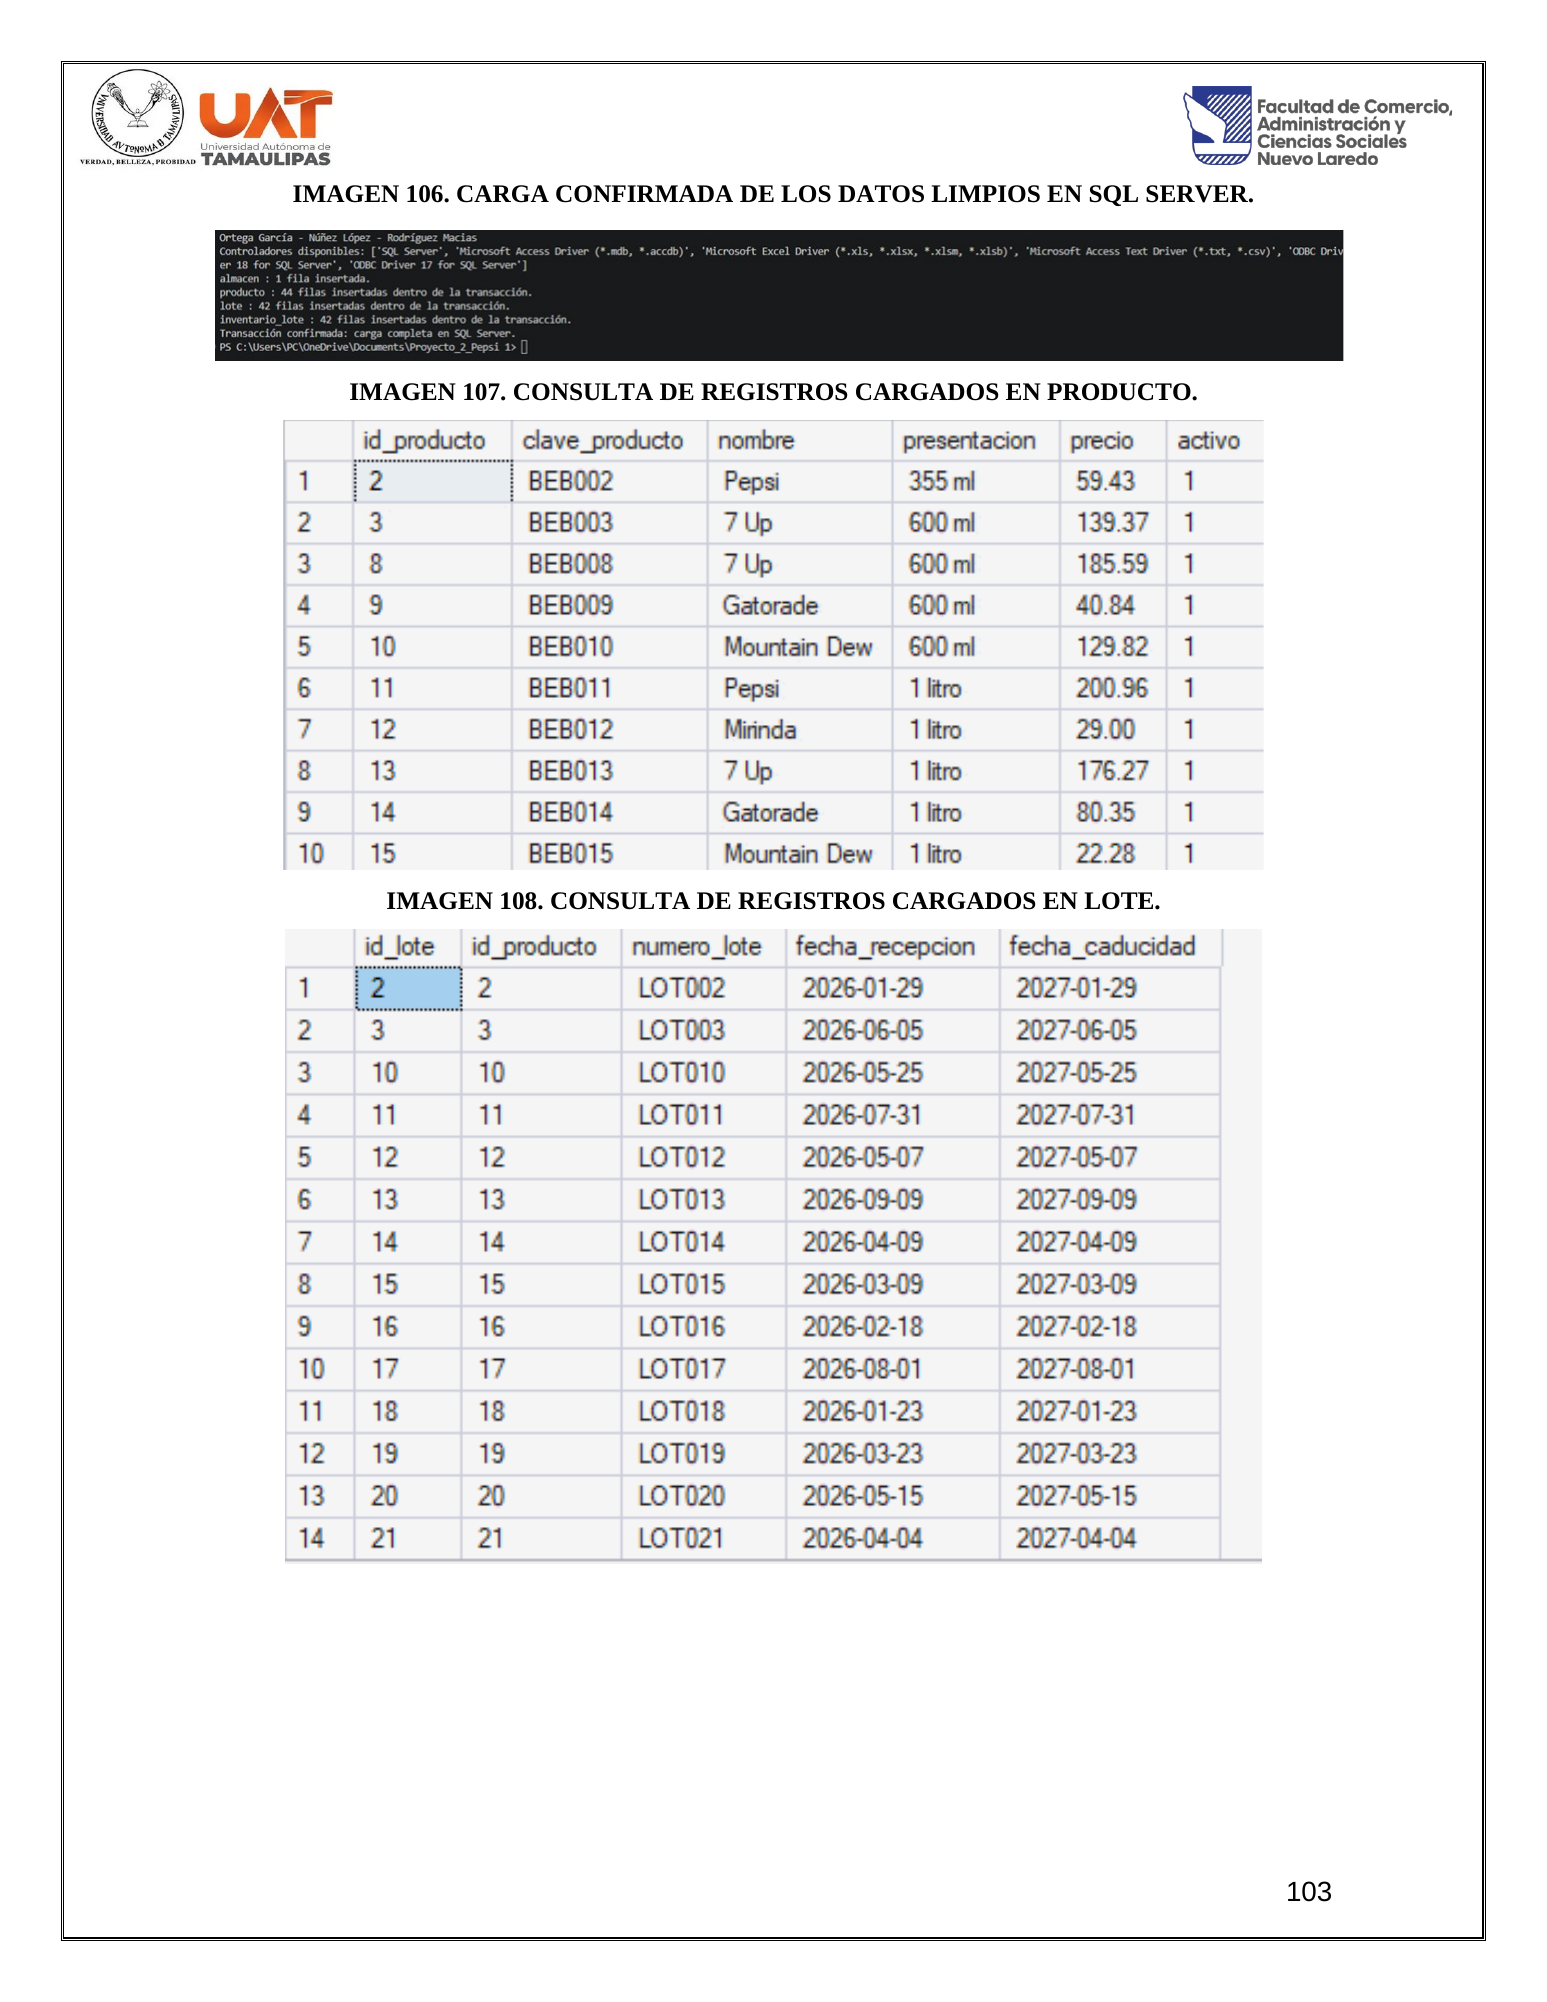 UNIVERSIDAD AUTONOMA DE TAMAULIPAS
VERDAD, BELLEZA, PROBIDAD
UAT
Universidad Autónoma de
TAMAULIPAS
Facultad de Comercio,
Administración y
Ciencias Sociales
Nuevo Laredo
IMAGEN 106. CARGA CONFIRMADA DE LOS DATOS LIMPIOS EN SQL SERVER.
Ortega García - Núñez López - Rodríguez Macias
Controladores disponibles: ['SQL Server', 'Microsoft Access Driver (*.mdb, *.accdb)', 'Microsoft Excel Driver (*.xls, *.xlsx, *.xlsm, *.xlsb)', 'Microsoft Access Text Driver (*.txt, *.csv)', 'ODBC Driv
er 18 for SQL Server', 'ODBC Driver 17 for SQL Server']
almacen : 1 fila insertada.
producto : 44 filas insertadas dentro de la transacción.
lote : 42 filas insertadas dentro de la transacción.
inventario_lote : 42 filas insertadas dentro de la transacción.
Transacción confirmada: carga completa en SQL Server.
PS C:\Users\PC\OneDrive\Documents\Proyecto_2_Pepsi 1>
IMAGEN 107. CONSULTA DE REGISTROS CARGADOS EN PRODUCTO.
id_producto clave_producto nombre presentacion precio activo
1 2 BEB002 Pepsi 355 ml 59.43 1
2 3 BEB003 7 Up 600 ml 139.37 1
3 8 BEB008 7 Up 600 ml 185.59 1
4 9 BEB009 Gatorade 600 ml 40.84 1
5 10 BEB010 Mountain Dew 600 ml 129.82 1
6 11 BEB011 Pepsi 1 litro 200.96 1
7 12 BEB012 Mirinda 1 litro 29.00 1
8 13 BEB013 7 Up 1 litro 176.27 1
9 14 BEB014 Gatorade 1 litro 80.35 1
10 15 BEB015 Mountain Dew 1 litro 22.28 1
IMAGEN 108. CONSULTA DE REGISTROS CARGADOS EN LOTE.
id_lote id_producto numero_lote fecha_recepcion fecha_caducidad
1 2 2 LOT002 2026-01-29 2027-01-29
2 3 3 LOT003 2026-06-05 2027-06-05
3 10 10 LOT010 2026-05-25 2027-05-25
4 11 11 LOT011 2026-07-31 2027-07-31
5 12 12 LOT012 2026-05-07 2027-05-07
6 13 13 LOT013 2026-09-09 2027-09-09
7 14 14 LOT014 2026-04-09 2027-04-09
8 15 15 LOT015 2026-03-09 2027-03-09
9 16 16 LOT016 2026-02-18 2027-02-18
10 17 17 LOT017 2026-08-01 2027-08-01
11 18 18 LOT018 2026-01-23 2027-01-23
12 19 19 LOT019 2026-03-23 2027-03-23
13 20 20 LOT020 2026-05-15 2027-05-15
14 21 21 LOT021 2026-04-04 2027-04-04
103